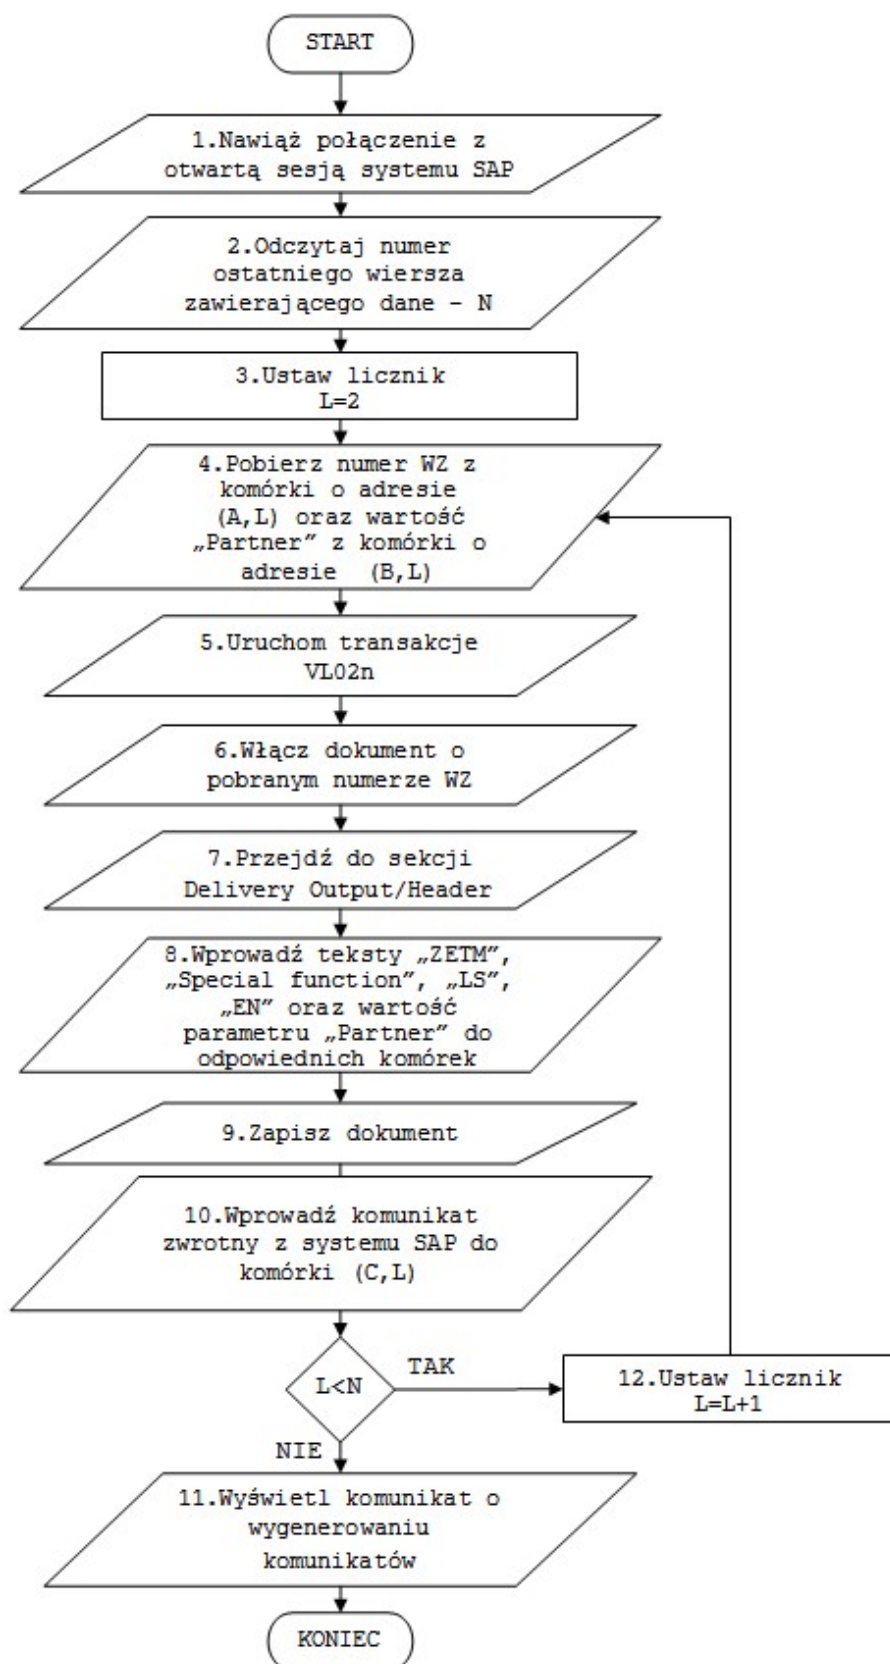 START
1.Nawiąż połączenie z
otwartą sesją systemu SAP
2.Odczytaj numer
ostatniego wiersza
zawierającego dane – N
3.Ustaw licznik
L=2
4.Pobierz numer WZ z
komórki o adresie
(A,L) oraz wartość
„Partner” z komórki o
adresie (B,L)
5.Uruchom transakcje
VL02n
6.Włącz dokument o
pobranym numerze WZ
7.Przejdź do sekcji
Delivery Output/Header
8.Wprowadź teksty „ZETM”,
„Special function”, „LS”,
„EN” oraz wartość
parametru „Partner” do
odpowiednich komórek
9.Zapisz dokument
10.Wprowadź komunikat
zwrotny z systemu SAP do
komórki (C,L)
L<N
TAK
12.Ustaw licznik
L=L+1
NIE
11.Wyświetl komunikat o
wygenerowaniu
komunikatów
KONIEC